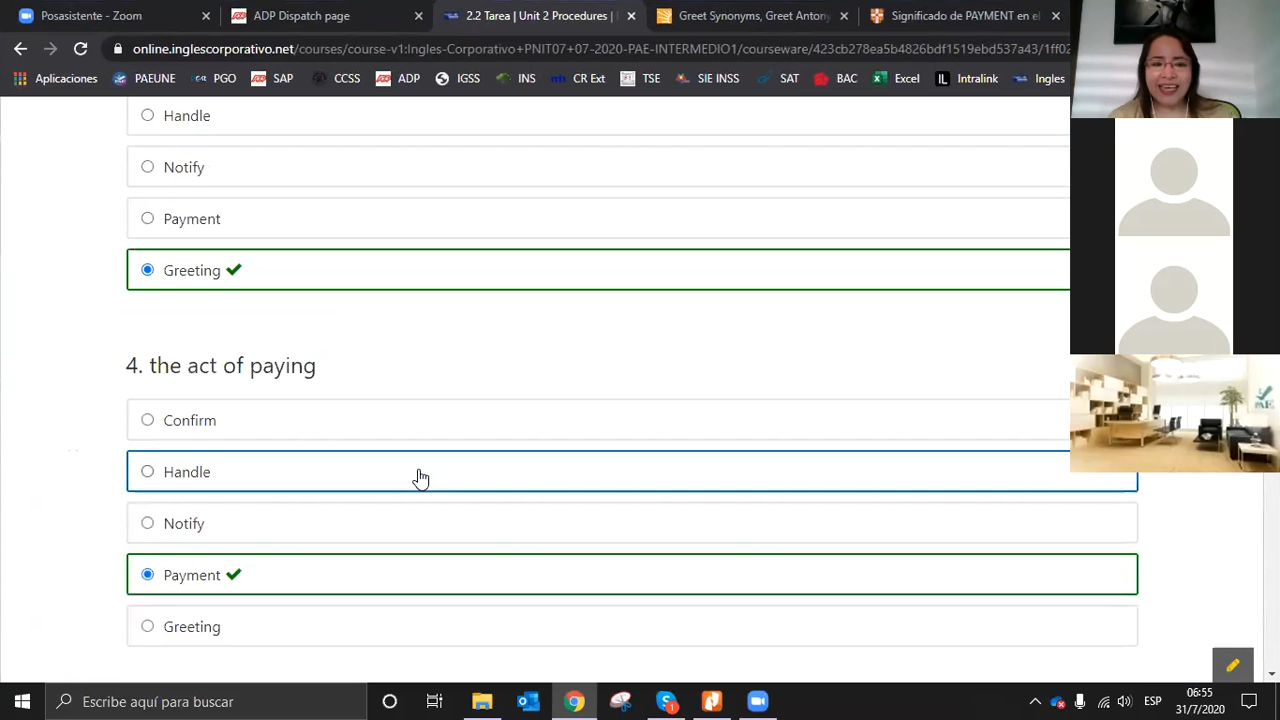 Posasistente - Zoom
ADP Dispatch page
2.2 Tarea | Unit 2 Procedures |
Greet Synonyms, Greet Antony
Significado de PAYMENT en el
online.inglescorporativo.net/courses/course-v1:Ingles-Corporativo+PNIT07+07-2020-PAE-INTERMEDIO1/courseware/423cb278ea5b4826bdf1519ebd537a43/1ff02
Aplicaciones PAEUNE PGO SAP CCSS ADP IGSS INS CR Ext TSE SIE INSS SAT BAC Excel Intralink Ingles
Handle
Notify
Payment
Greeting
4. the act of paying
Confirm
Handle
Notify
Payment
Greeting
Escribe aquí para buscar
ESP
06:55
31/7/2020